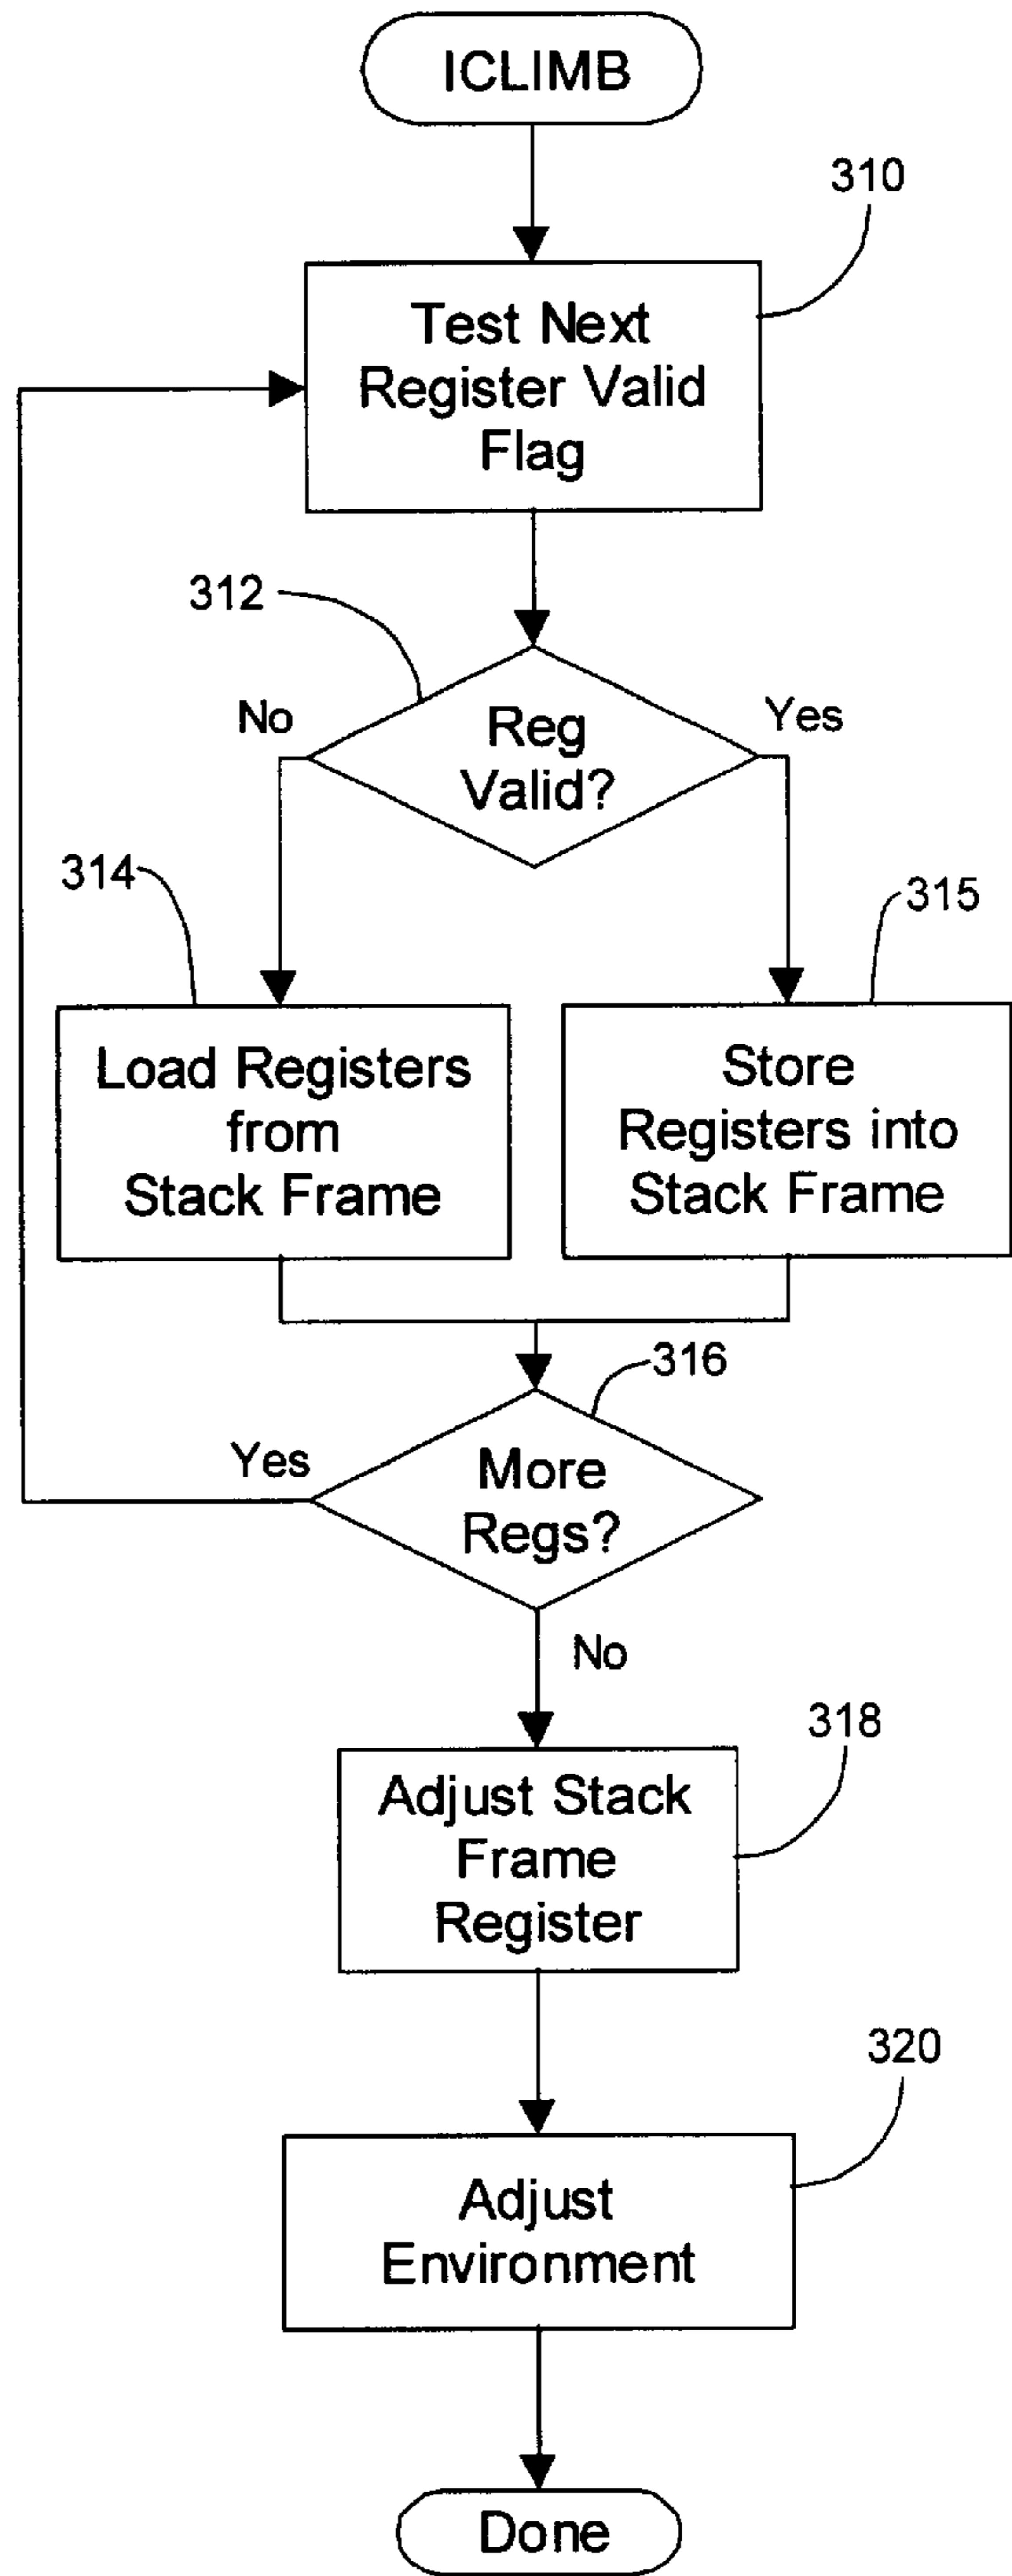 ICLIMB
310
Test Next
Register Valid
Flag
312
No
Reg
Valid?
Yes
314
315
Load Registers
from
Stack Frame
Store
Registers into
Stack Frame
316
Yes
More
Regs?
No
318
Adjust Stack
Frame
Register
320
Adjust
Environment
Done